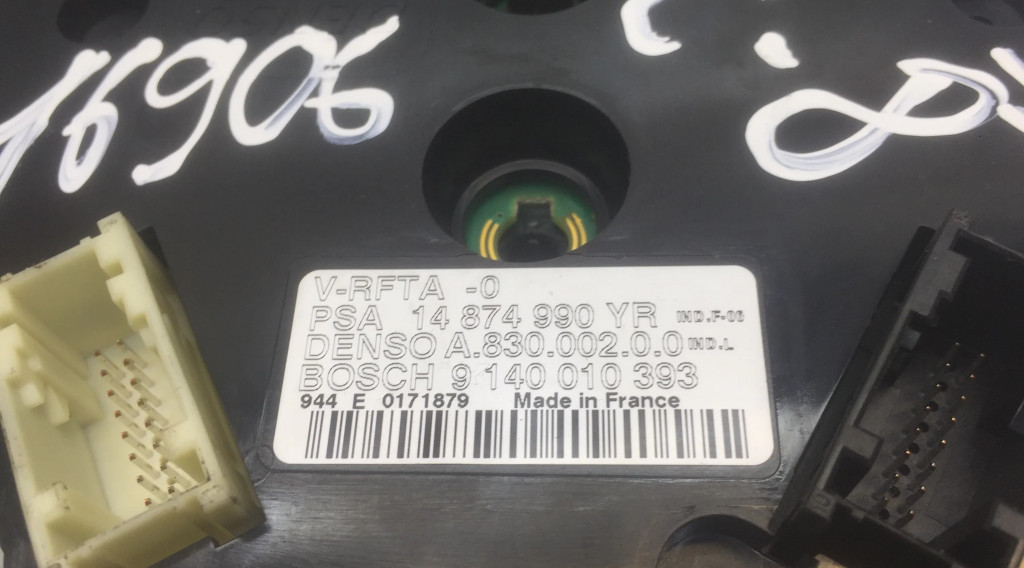 16906
V-RFTA -0
PSA 14 874 990 YR IND.F-06
DENSO A.830.002.0.0 IND.L
BOSCH 9 140 010 393
944 E 0171879 Made in France